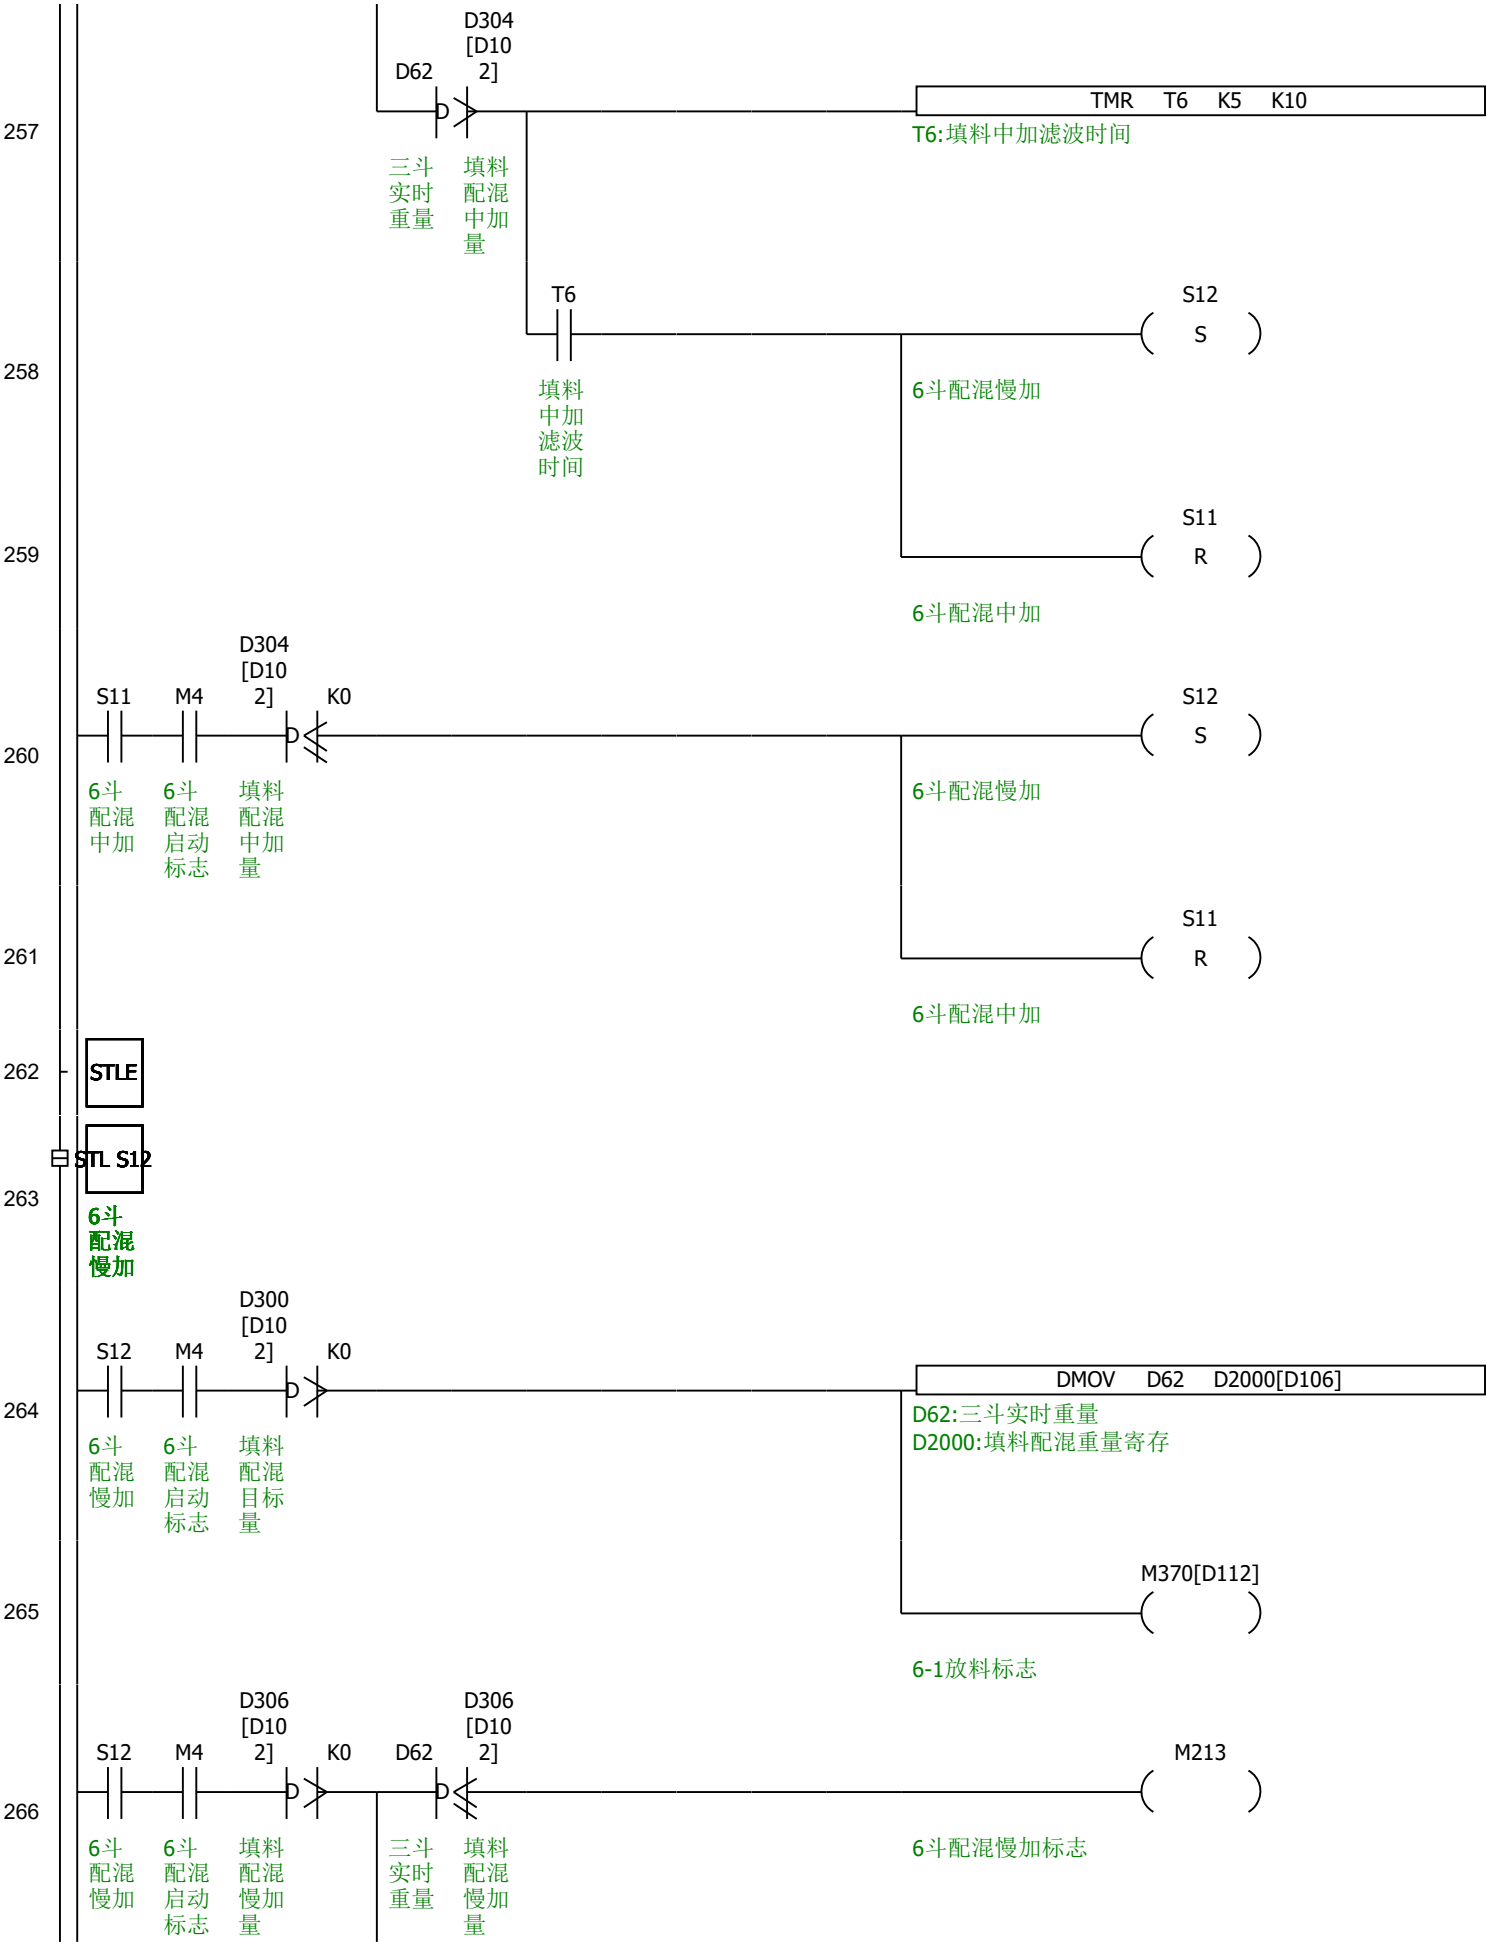 D304
[D10
D62 2]
D
TMR T6 K5 K10
257
T6:填料中加滤波时间
三斗 填料
实时 配混
重量 中加
量
T6 S12
S
258
填料 6斗配混慢加
中加
滤波
时间
S11
259 R
6斗配混中加
D304
[D10
S11 M4 2] K0 S12
D S
260
6斗 6斗 填料 6斗配混慢加
配混 配混 配混
中加 启动 中加
标志 量
S11
261 R
6斗配混中加
262 STLE
STL S12
263
6斗
配混
慢加
D300
[D10
S12 M4 2] K0
D DMOV D62 D2000[D106]
264 D62:三斗实时重量
D2000:填料配混重量寄存
6斗 6斗 填料
配混 配混 配混
慢加 启动 目标
标志 量
M370[D112]
265
6-1放料标志
D306 D306
[D10 [D10
S12 M4 2] K0 D62 2] M213
D D
266
6斗 6斗 填料 三斗 填料 6斗配混慢加标志
配混 配混 配混 实时 配混
慢加 启动 慢加 重量 慢加
标志 量 量